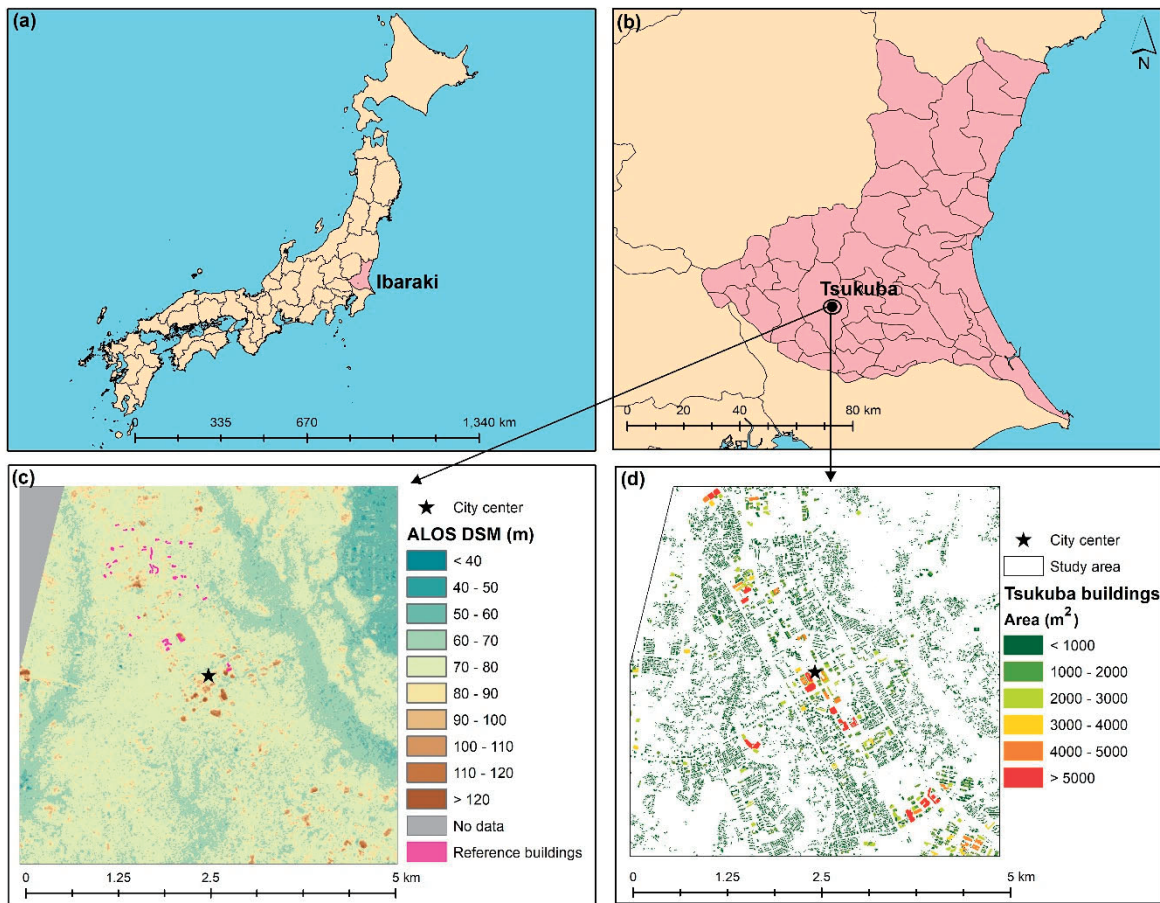 (a)
Ibaraki
0 335 670 1,340 km
(b)
N
Tsukuba
0 20 40 80 km
(c)
City center
ALOS DSM (m)
< 40
40 - 50
50 - 60
60 - 70
70 - 80
80 - 90
90 - 100
100 - 110
110 - 120
> 120
No data
Reference buildings
0 1.25 2.5 5 km
(d)
City center
Study area
Tsukuba buildings
Area (m²)
< 1000
1000 - 2000
2000 - 3000
3000 - 4000
4000 - 5000
> 5000
0 1.25 2.5 5 km